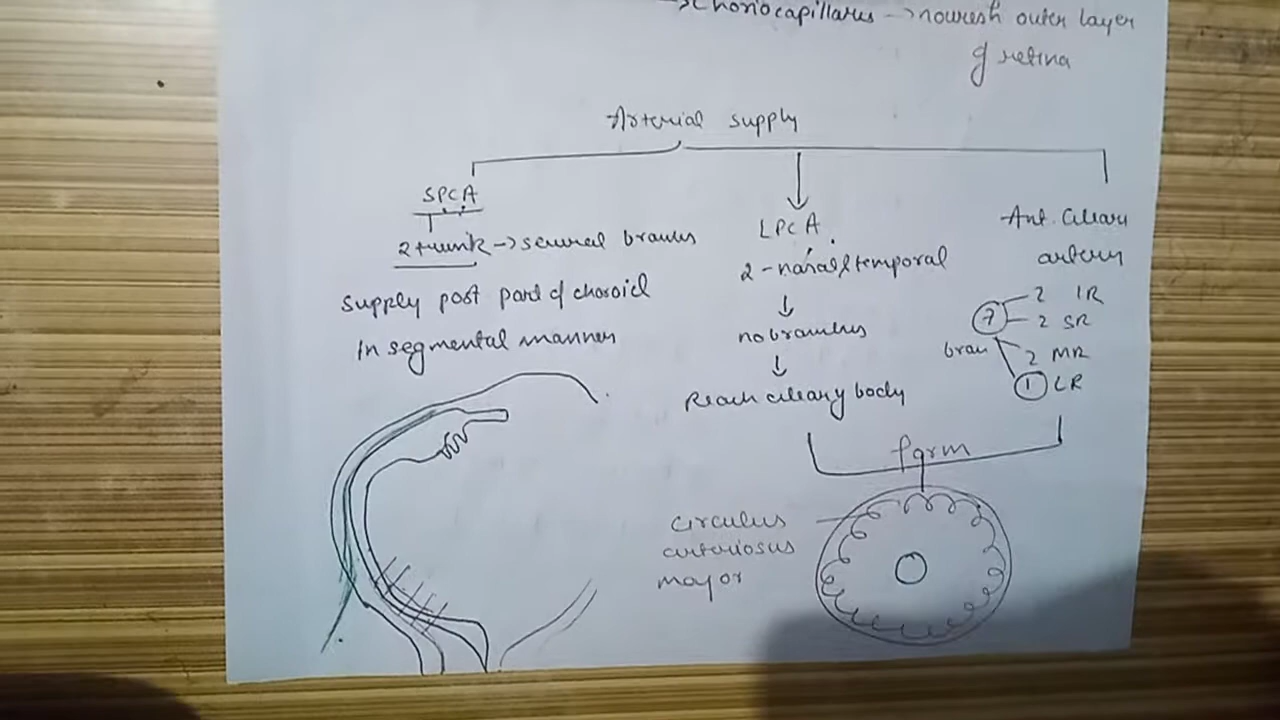 → choriocapillarus → nourish outer layer
of retina
Arterial supply
SPCA
2 trunk → several branches
supply post part of choroid
In segmental manner
LPCA
2 - nasal & temporal
↓
no branches
↓
Reach ciliary body
Ant. ciliary
artery
7
2 IR
2 SR
2 MR
1 LR
bran
form
circulus
arteriosus
major